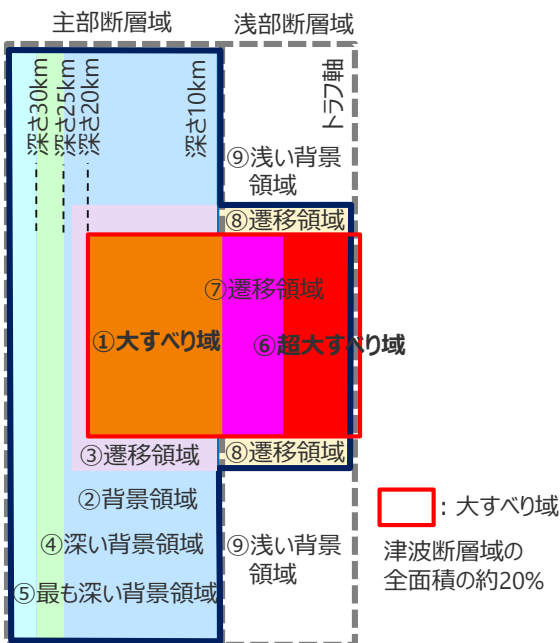 主部断層域
浅部断層域
深さ30km
深さ25km
深さ20km
深さ10km
トラフ軸
⑨浅い背景
領域
⑧遷移領域
⑦遷移領域
①大すべり域
⑥超大すべり域
③遷移領域
⑧遷移領域
②背景領域
④深い背景領域
⑨浅い背景
領域
⑤最も深い背景領域
：大すべり域
津波断層域の
全面積の約20%